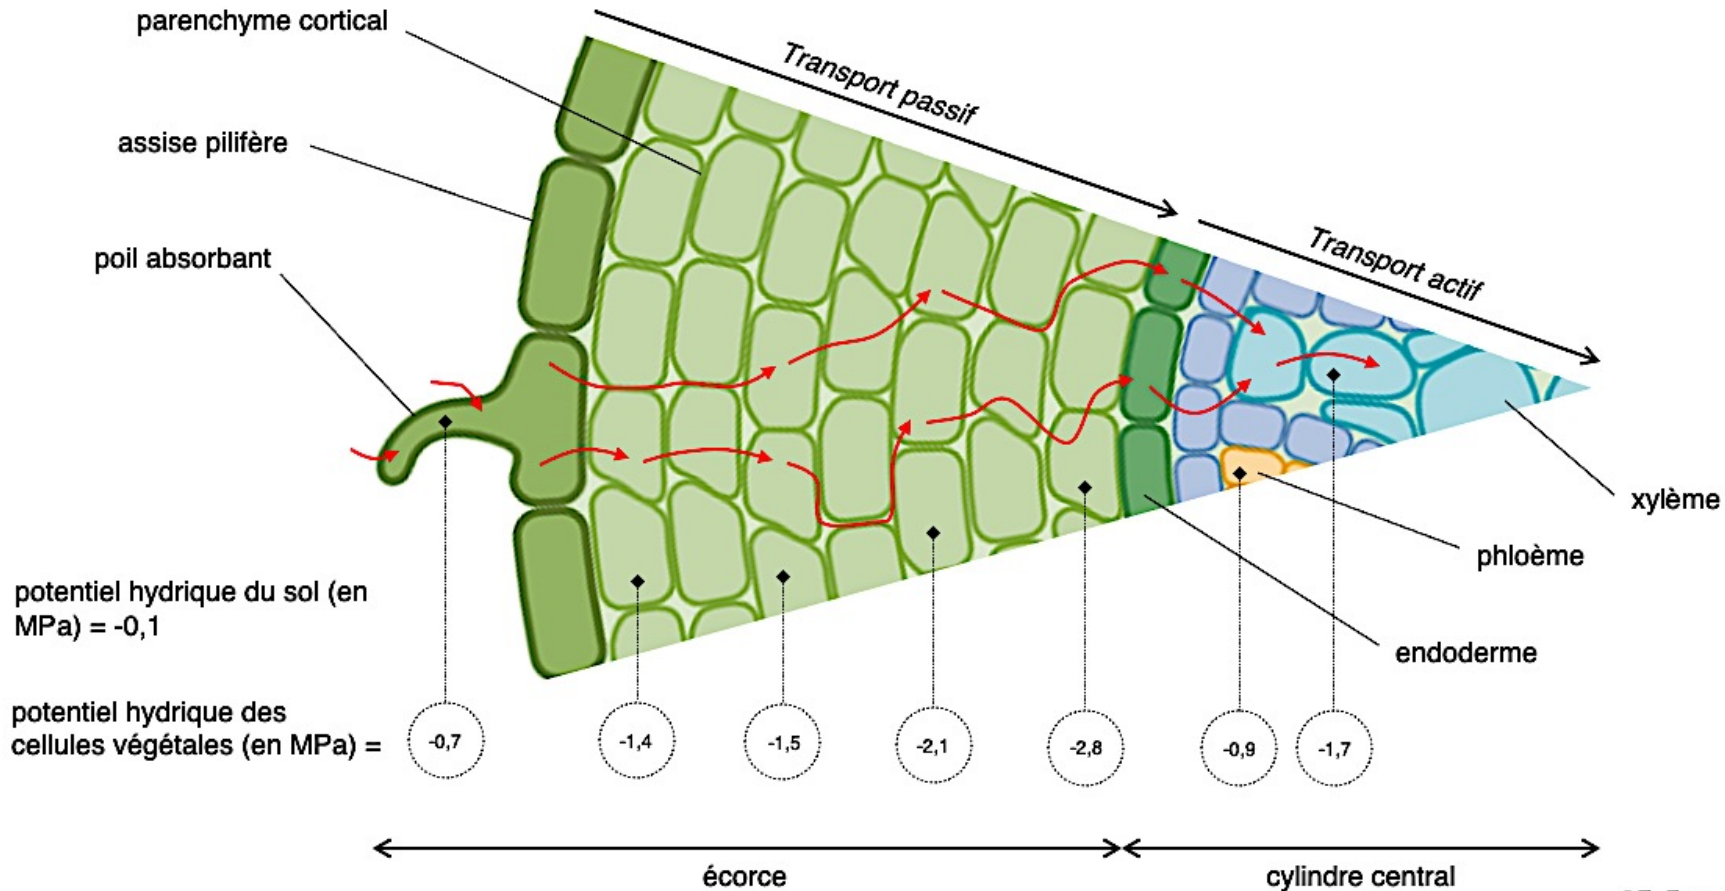 parenchyme cortical
Transport passif
assise pilifère
Transport actif
poil absorbant
xylème
phloème
potentiel hydrique du sol (en
MPa) = -0,1
endoderme
potentiel hydrique des
cellules végétales (en MPa) =
-0,7
-1,4
-1,5
-2,1
-2,8
-0,9
-1,7
écorce
cylindre central